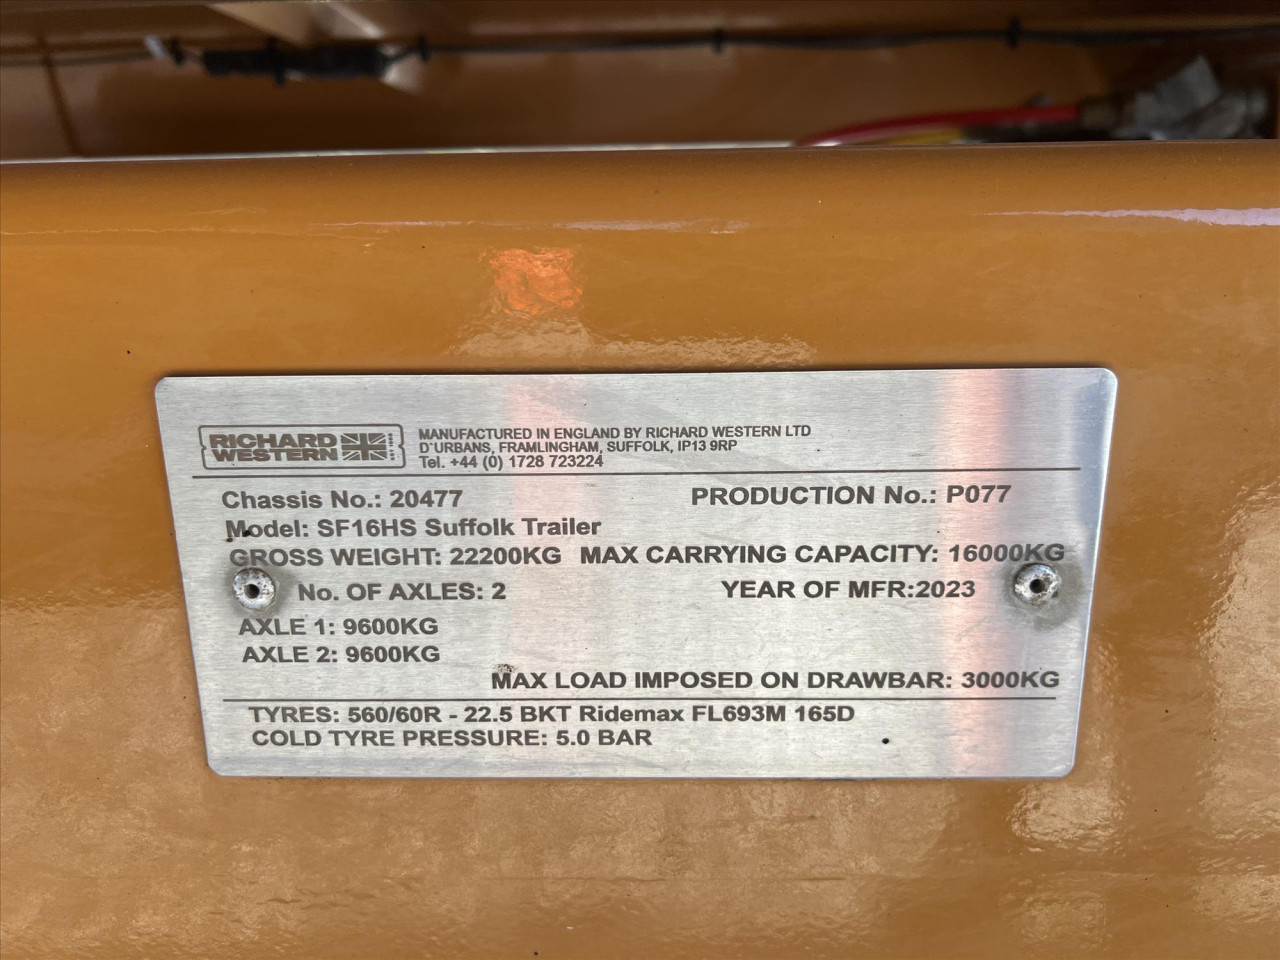 RICHARD
WESTERN
MANUFACTURED IN ENGLAND BY RICHARD WESTERN LTD
D`URBANS, FRAMLINGHAM, SUFFOLK, IP13 9RP
Tel. +44 (0) 1728 723224
Chassis No.: 20477 PRODUCTION No.: P077
Model: SF16HS Suffolk Trailer
GROSS WEIGHT: 22200KG MAX CARRYING CAPACITY: 16000KG
No. OF AXLES: 2 YEAR OF MFR:2023
AXLE 1: 9600KG
AXLE 2: 9600KG
MAX LOAD IMPOSED ON DRAWBAR: 3000KG
TYRES: 560/60R - 22.5 BKT Ridemax FL693M 165D
COLD TYRE PRESSURE: 5.0 BAR